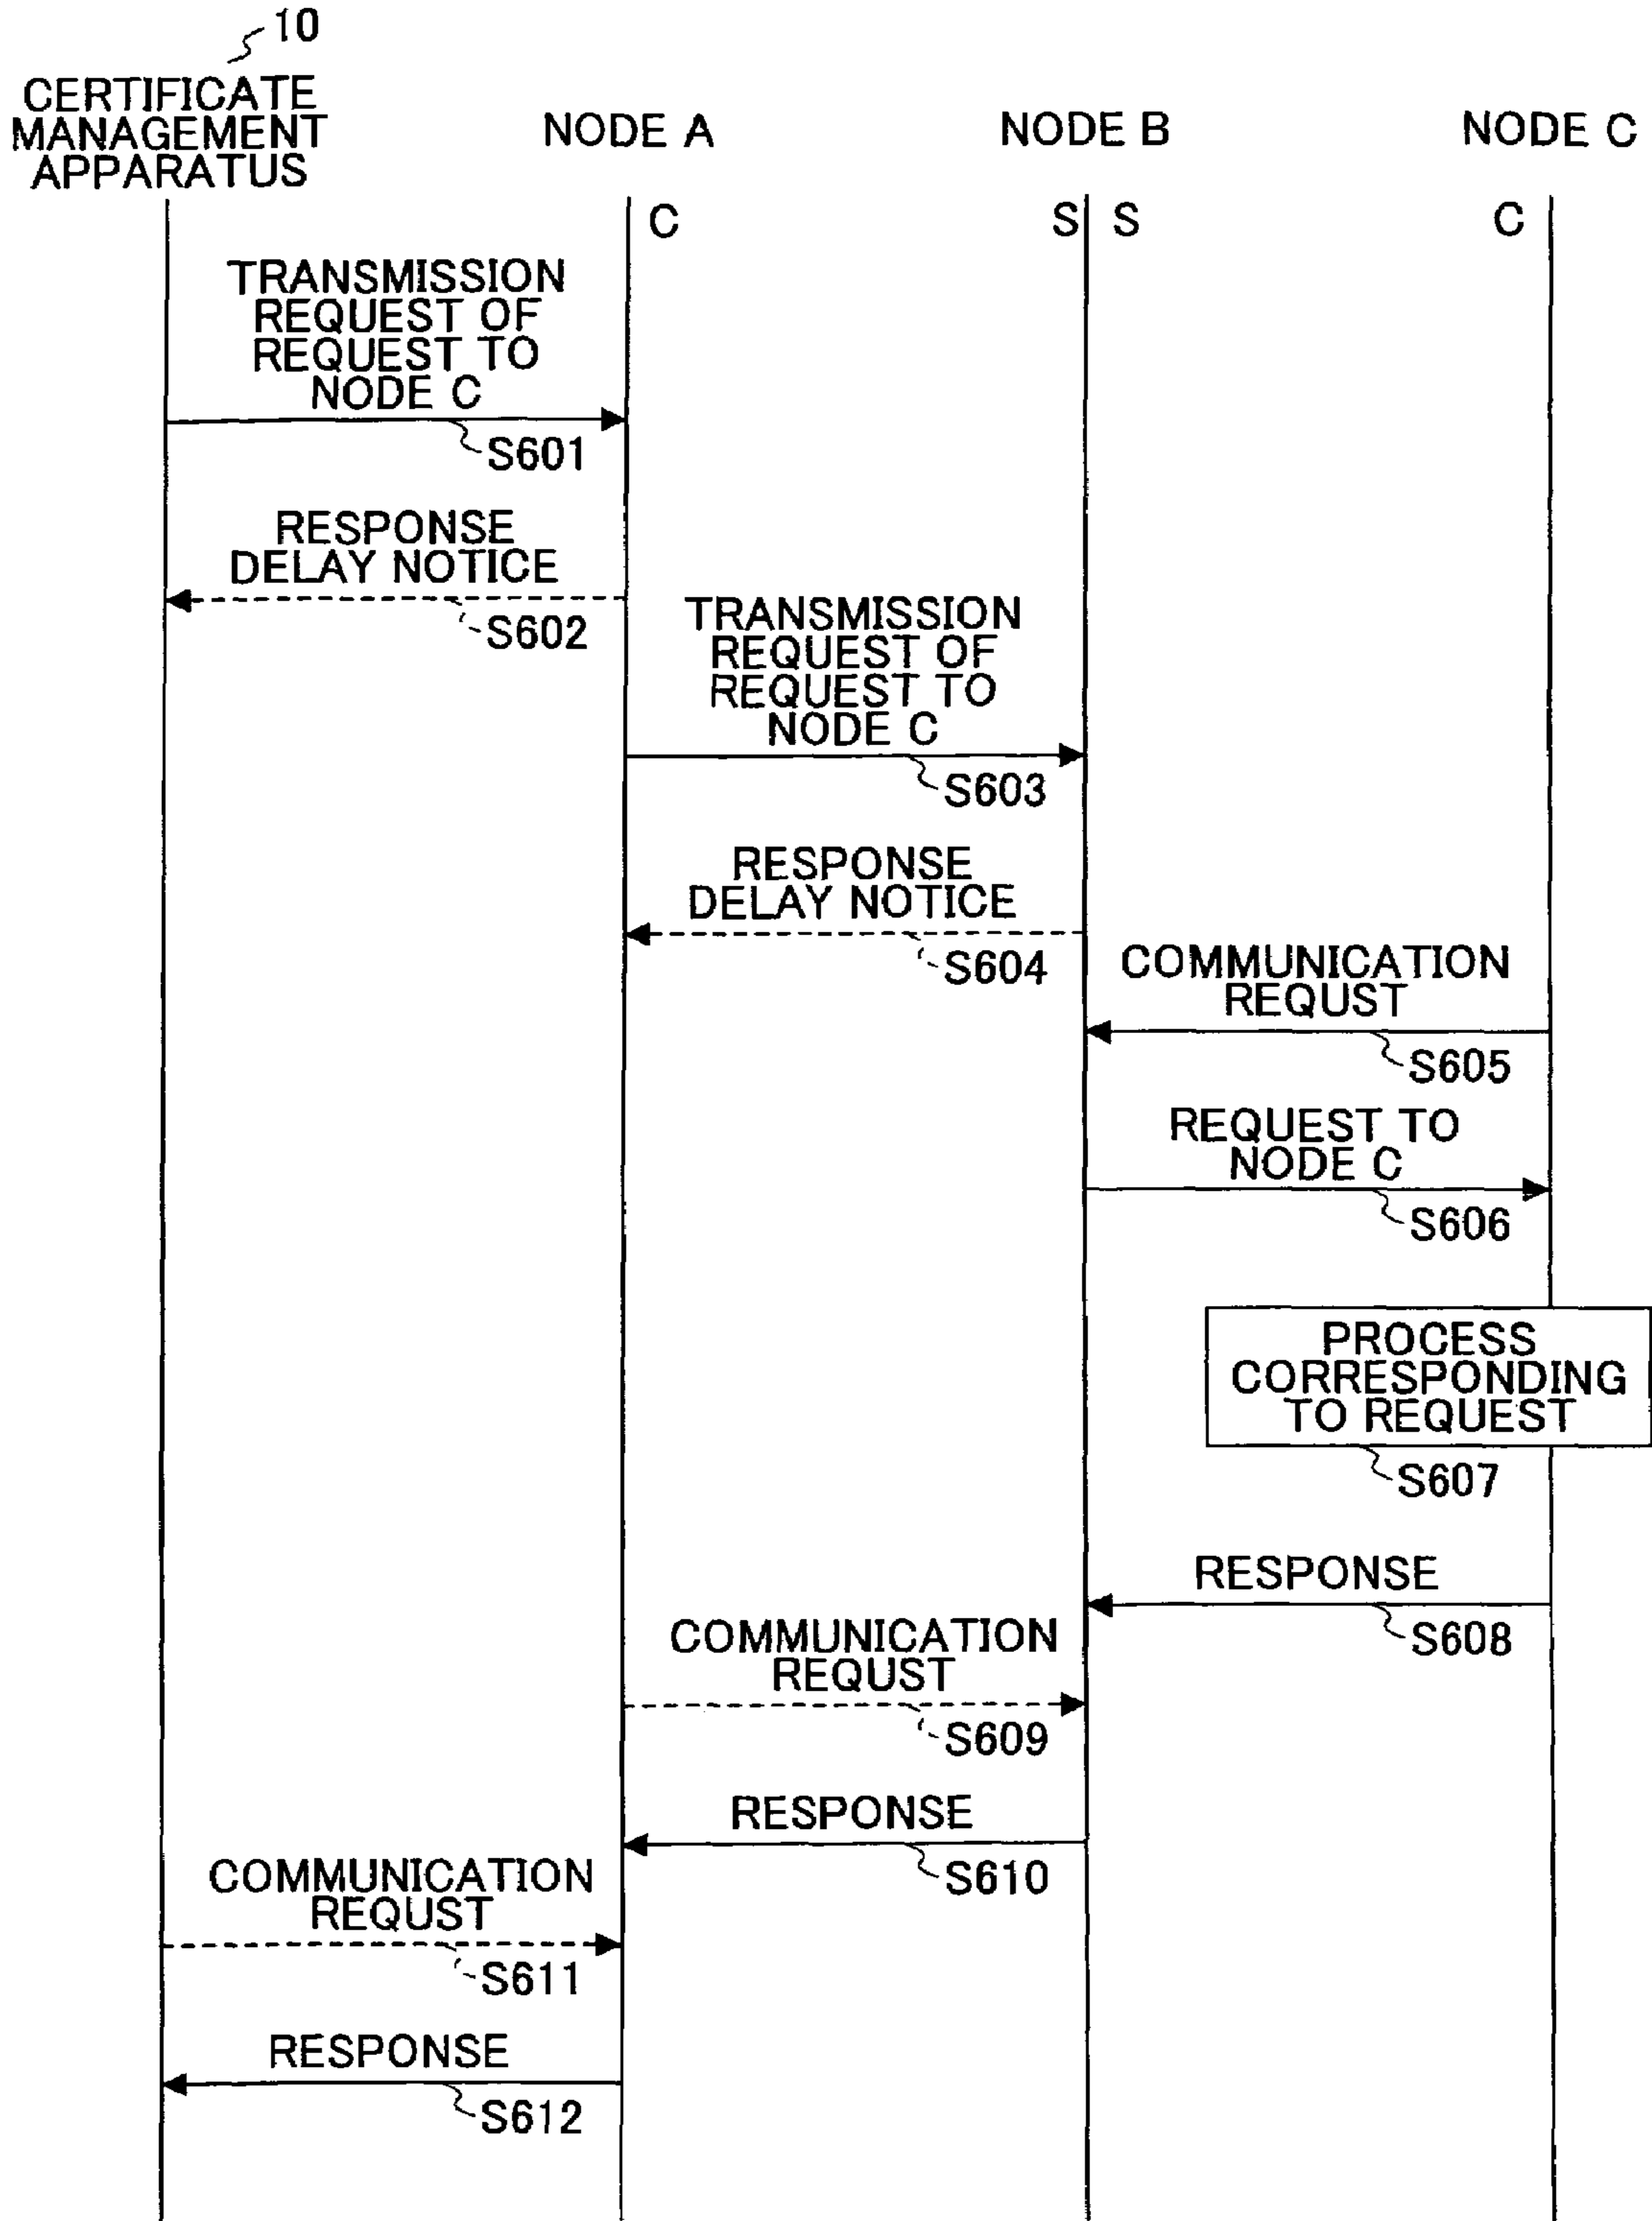 10
CERTIFICATE
MANAGEMENT
APPARATUS
NODE A
NODE B
NODE C
C
S
S
C
TRANSMISSION
REQUEST OF
REQUEST TO
NODE C
S601
RESPONSE
DELAY NOTICE
S602
TRANSMISSION
REQUEST OF
REQUEST TO
NODE C
S603
RESPONSE
DELAY NOTICE
S604
COMMUNICATION
REQUST
S605
REQUEST TO
NODE C
S606
PROCESS
CORRESPONDING
TO REQUEST
S607
RESPONSE
S608
COMMUNICATION
REQUST
S609
RESPONSE
S610
COMMUNICATION
REQUST
S611
RESPONSE
S612